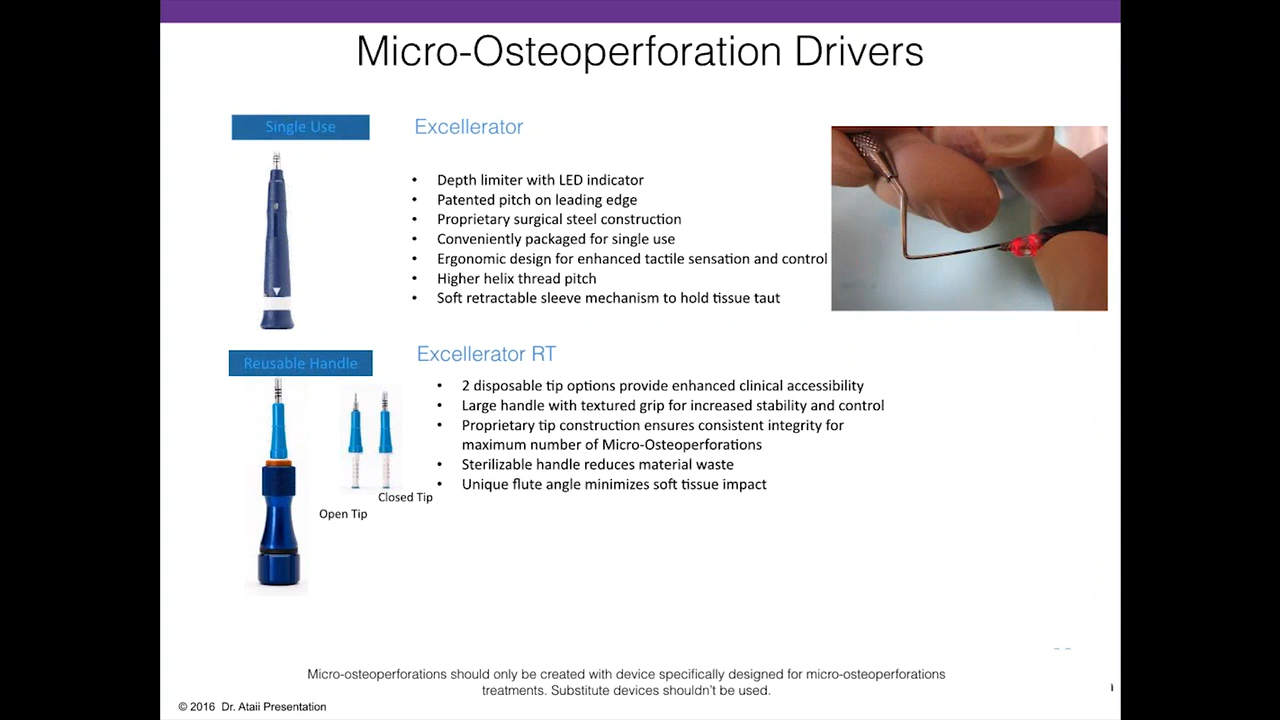 Micro-Osteoperforation Drivers
Single Use
Excellerator
• Depth limiter with LED indicator
• Patented pitch on leading edge
• Proprietary surgical steel construction
• Conveniently packaged for single use
• Ergonomic design for enhanced tactile sensation and control
• Higher helix thread pitch
• Soft retractable sleeve mechanism to hold tissue taut
Reusable Handle
Excellerator RT
• 2 disposable tip options provide enhanced clinical accessibility
• Large handle with textured grip for increased stability and control
• Proprietary tip construction ensures consistent integrity for
maximum number of Micro-Osteoperforations
• Sterilizable handle reduces material waste
• Unique flute angle minimizes soft tissue impact
Closed Tip
Open Tip
Micro-osteoperforations should only be created with device specifically designed for micro-osteoperforations
treatments. Substitute devices shouldn't be used.
© 2016 Dr. Ataii Presentation